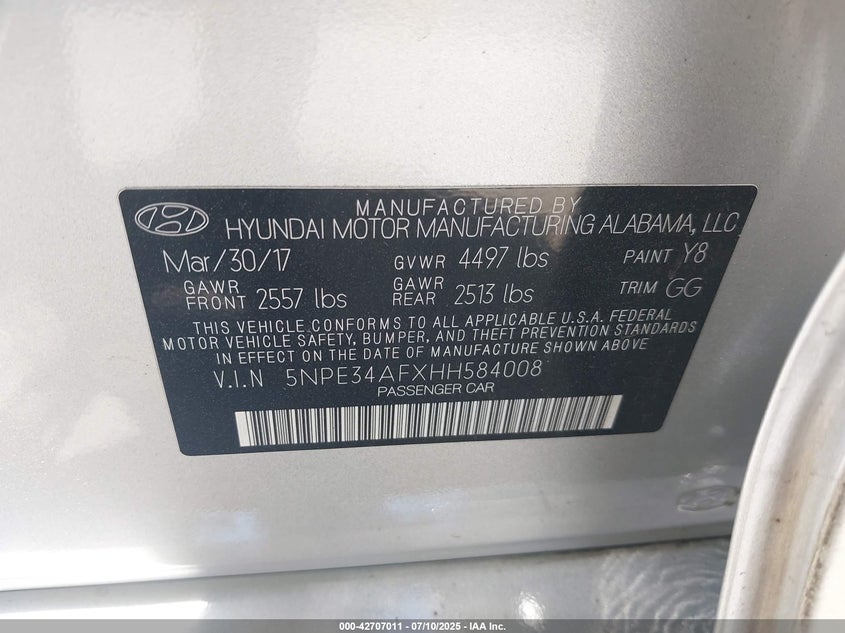 MANUFACTURED BY
HYUNDAI MOTOR MANUFACTURING ALABAMA, LLC
Mar/30/17 GVWR 4497 lbs PAINT Y8
GAWR FRONT 2557 lbs GAWR REAR 2513 lbs TRIM GG
THIS VEHICLE CONFORMS TO ALL APPLICABLE U.S.A. FEDERAL
MOTOR VEHICLE SAFETY, BUMPER, AND THEFT PREVENTION STANDARDS
IN EFFECT ON THE DATE OF MANUFACTURE SHOWN ABOVE
V.I.N 5NPE34AFXHH584008
PASSENGER CAR
000-42707011 - 07/10/2025 - IAA Inc.